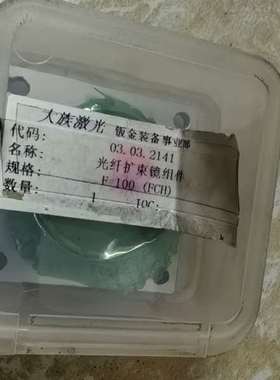 大族激光 钣金装备事业部
代码: 03.03.2141
名称: 光纤扩束镜组件
规格: F-100 (FCH)
数量: 1